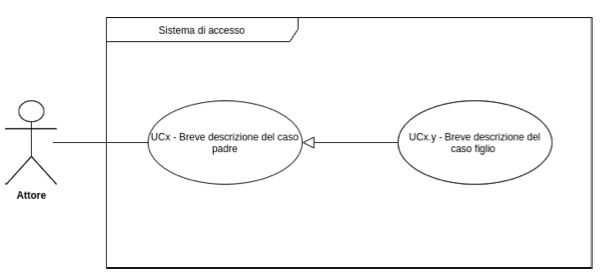 Sistema di accesso
UCx - Breve descrizione del caso
padre
UCx.y - Breve descrizione del
caso figlio
Attore